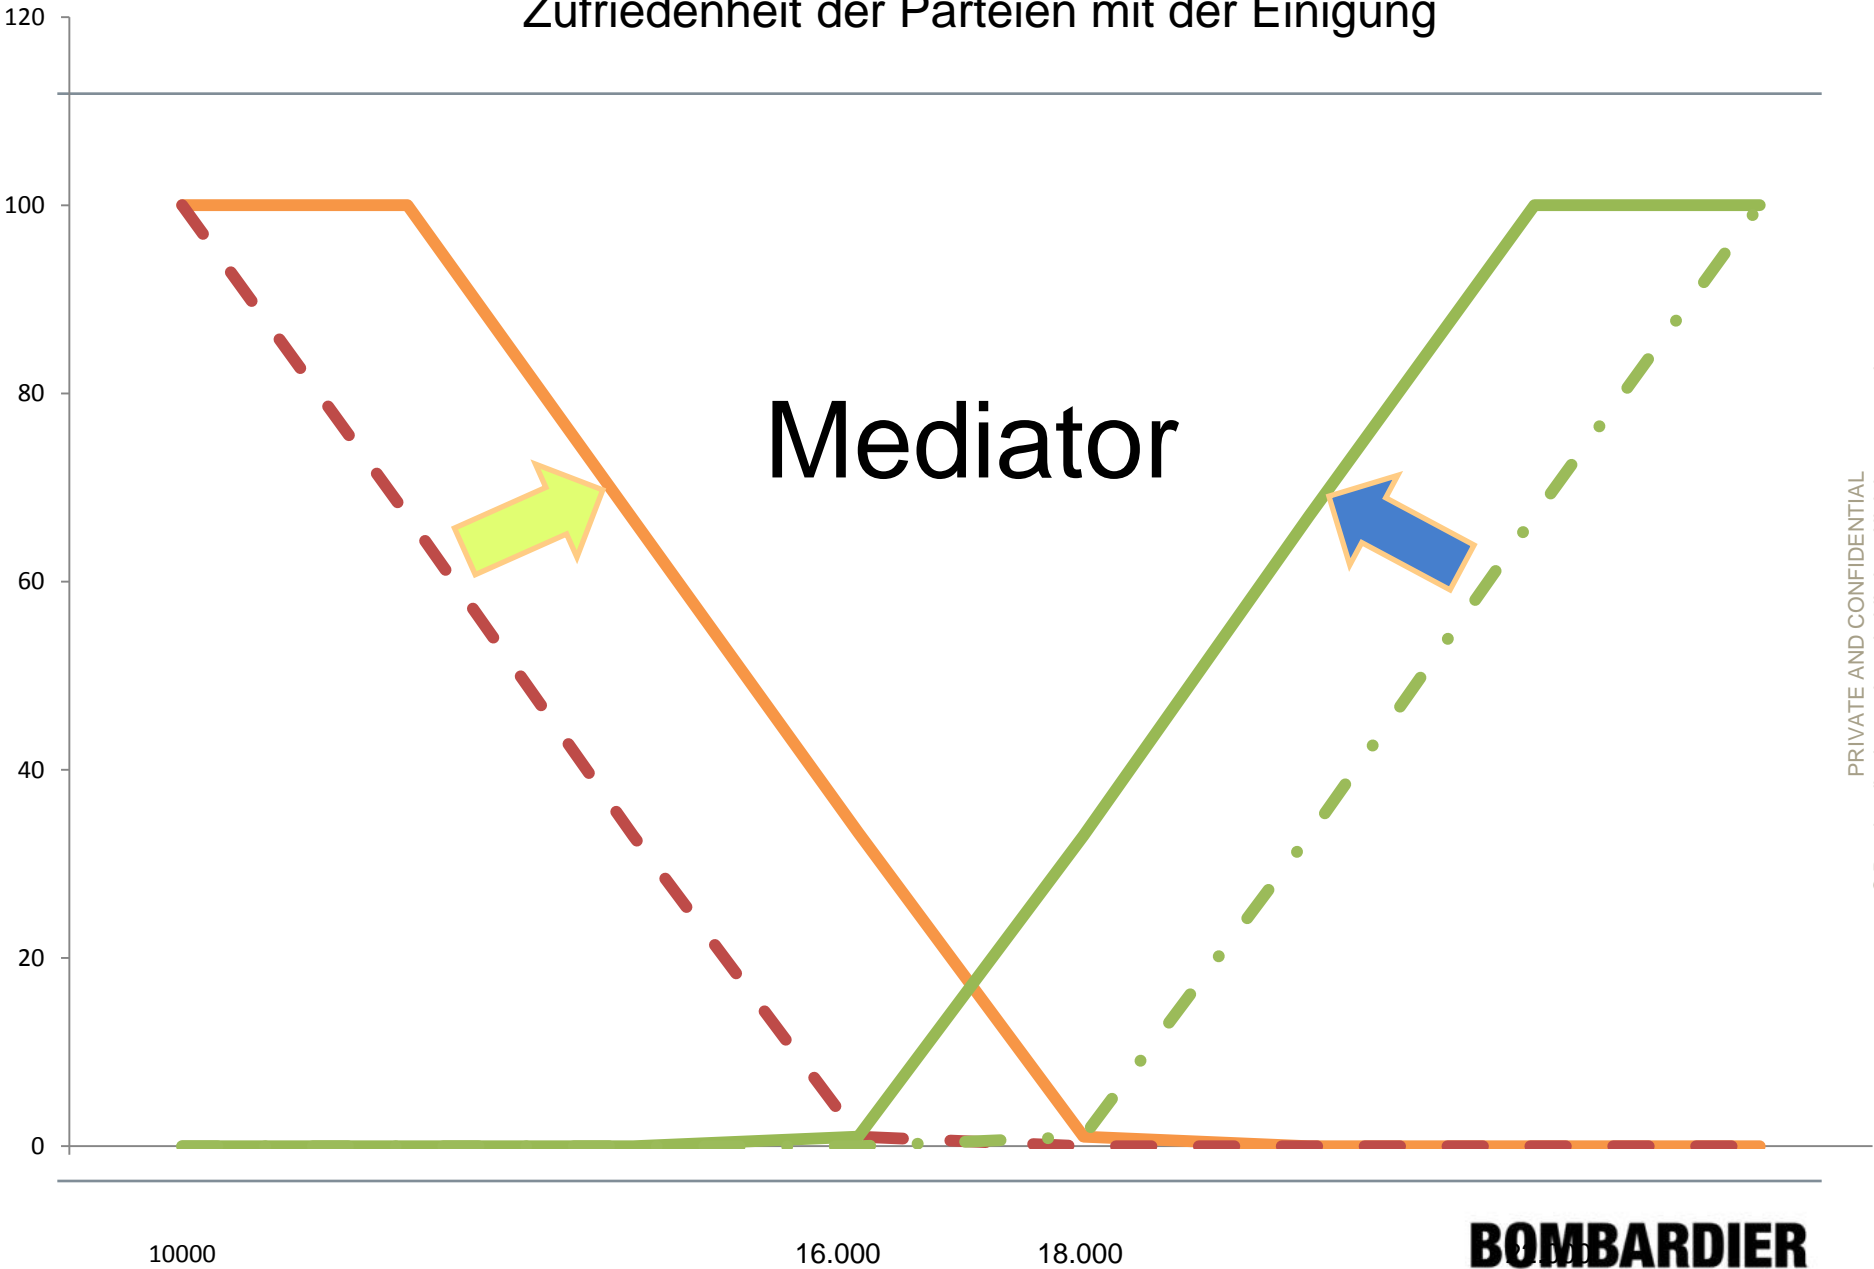 Zufriedenheit der Parteien mit der Einigung
120
100
80
60
40
20
0
Mediator
PRIVATE AND CONFIDENTIAL
10000
16.000
18.000
BOMBARDIER